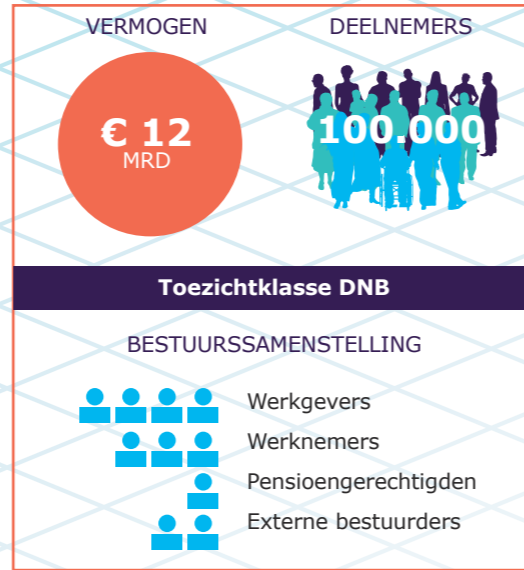 VERMOGEN
DEELNEMERS
€ 12
MRD
100.000
Toezichtklasse DNB
BESTUURSSAMENSTELLING
Werkgevers
Werknemers
Pensioengerechtigden
Externe bestuurders